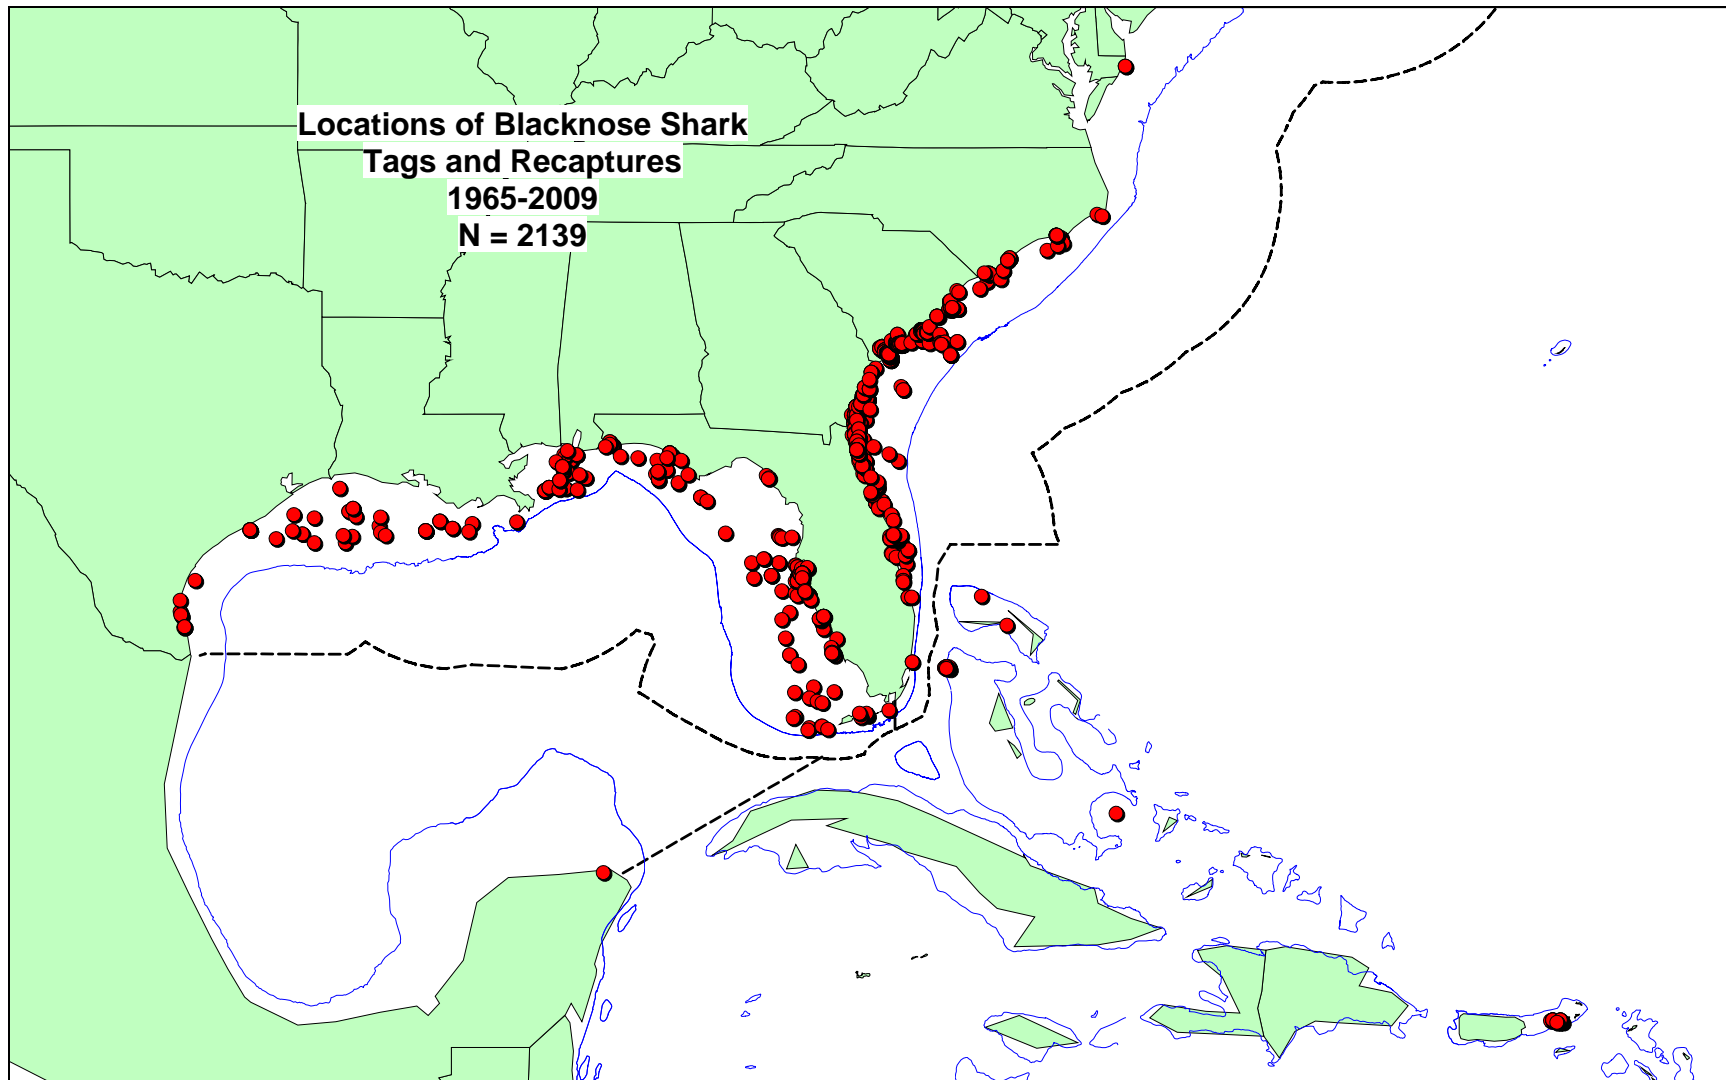 Locations of Blacknose Shark
Tags and Recaptures
1965-2009
N = 2139